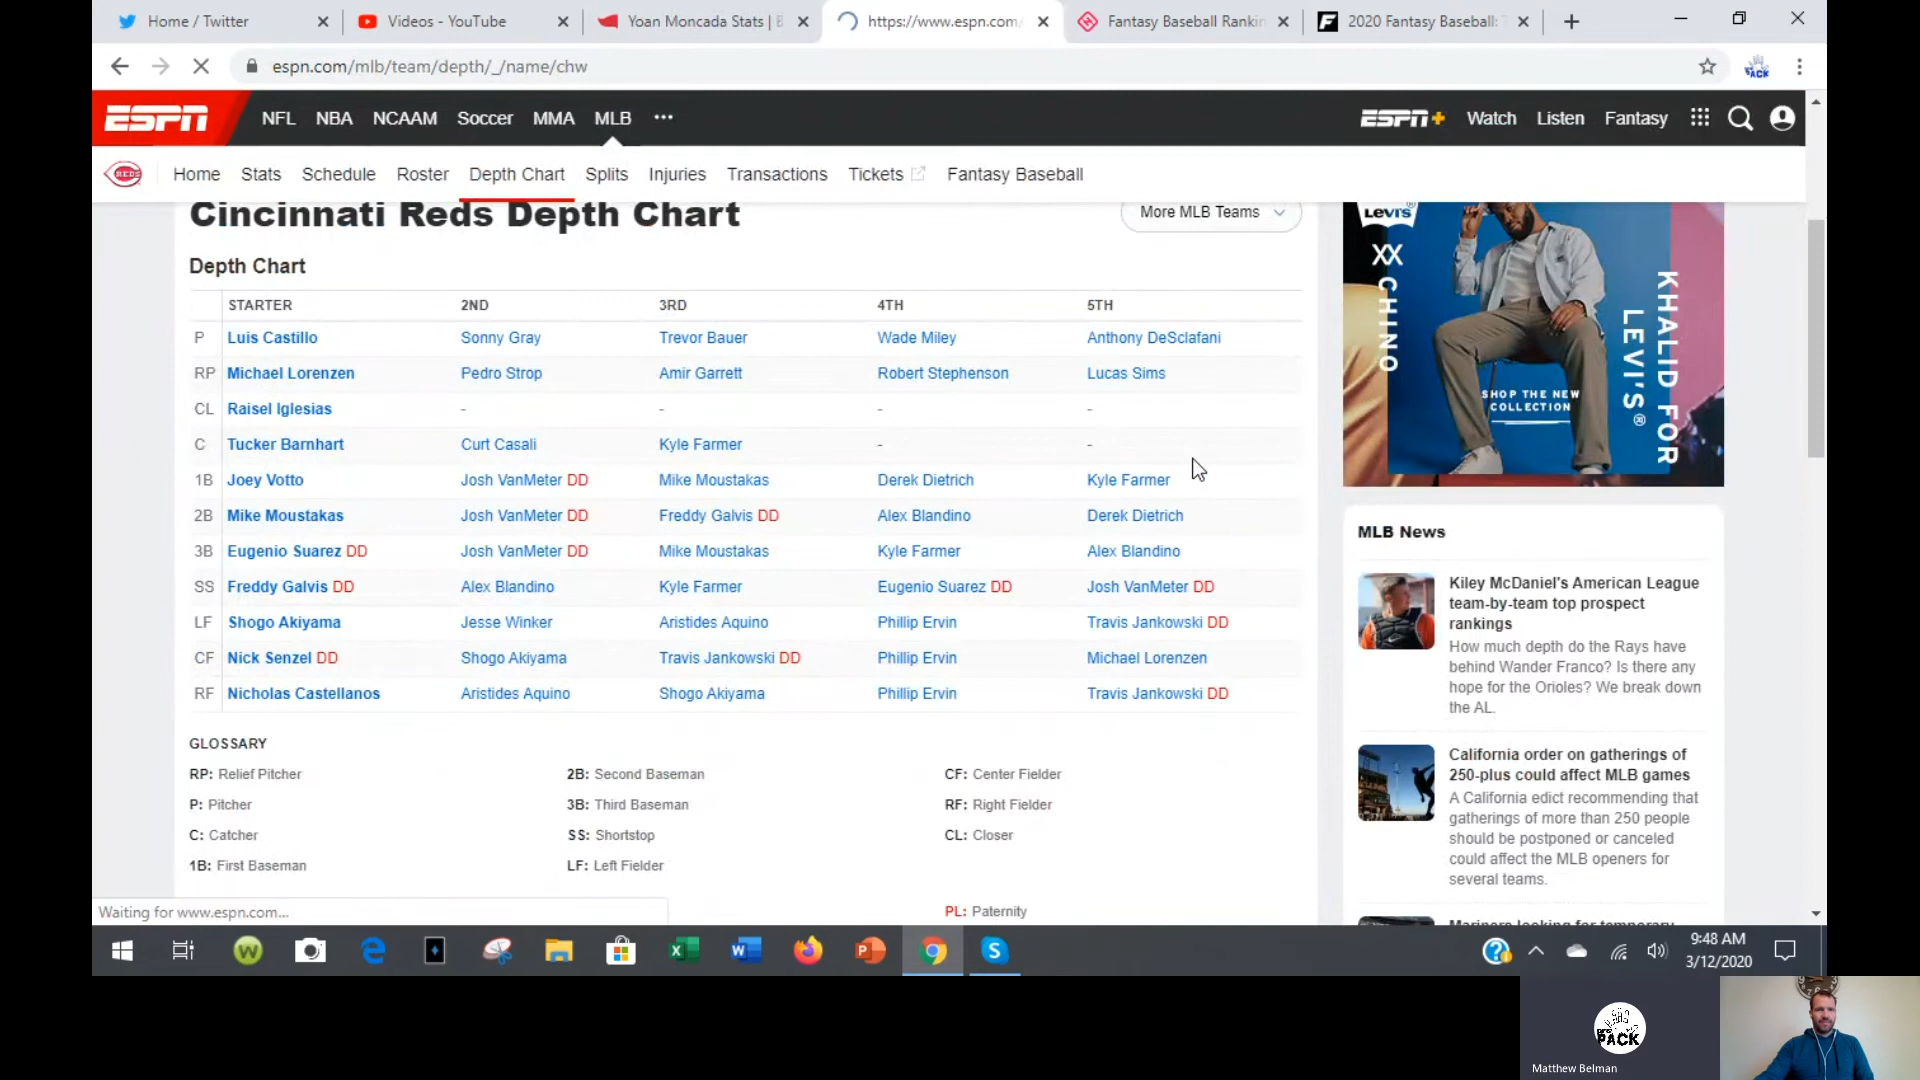 Home / Twitter
Videos - YouTube
Yoan Moncada Stats | B
https://www.espn.com/
Fantasy Baseball Rankin
2020 Fantasy Baseball: T
espn.com/mlb/team/depth/_/name/chw
PACK
ESPN NFL NBA NCAAM Soccer MMA MLB ESPN+ Watch Listen Fantasy
REDS Home Stats Schedule Roster Depth Chart Splits Injuries Transactions Tickets Fantasy Baseball
Cincinnati Reds Depth Chart
More MLB Teams
Depth Chart
STARTER 2ND 3RD 4TH 5TH
P Luis Castillo Sonny Gray Trevor Bauer Wade Miley Anthony DeSclafani
RP Michael Lorenzen Pedro Strop Amir Garrett Robert Stephenson Lucas Sims
CL Raisel Iglesias - - - -
C Tucker Barnhart Curt Casali Kyle Farmer - -
1B Joey Votto Josh VanMeter DD Mike Moustakas Derek Dietrich Kyle Farmer
2B Mike Moustakas Josh VanMeter DD Freddy Galvis DD Alex Blandino Derek Dietrich
3B Eugenio Suarez DD Josh VanMeter DD Mike Moustakas Kyle Farmer Alex Blandino
SS Freddy Galvis DD Alex Blandino Kyle Farmer Eugenio Suarez DD Josh VanMeter DD
LF Shogo Akiyama Jesse Winker Aristides Aquino Phillip Ervin Travis Jankowski DD
CF Nick Senzel DD Shogo Akiyama Travis Jankowski DD Phillip Ervin Michael Lorenzen
RF Nicholas Castellanos Aristides Aquino Shogo Akiyama Phillip Ervin Travis Jankowski DD
GLOSSARY
RP: Relief Pitcher 2B: Second Baseman CF: Center Fielder
P: Pitcher 3B: Third Baseman RF: Right Fielder
C: Catcher SS: Shortstop CL: Closer
1B: First Baseman LF: Left Fielder
PL: Paternity
Waiting for www.espn.com...
Levi's
XX CHINO
KHALID FOR
LEVI'S®
SHOP THE NEW
COLLECTION
MLB News
Kiley McDaniel's American League
team-by-team top prospect
rankings
How much depth do the Rays have
behind Wander Franco? Is there any
hope for the Orioles? We break down
the AL.
California order on gatherings of
250-plus could affect MLB games
A California edict recommending that
gatherings of more than 250 people
should be postponed or canceled
could affect the MLB openers for
several teams.
Mariners looking for temporary
9:48 AM
3/12/2020
PACK
Matthew Belman